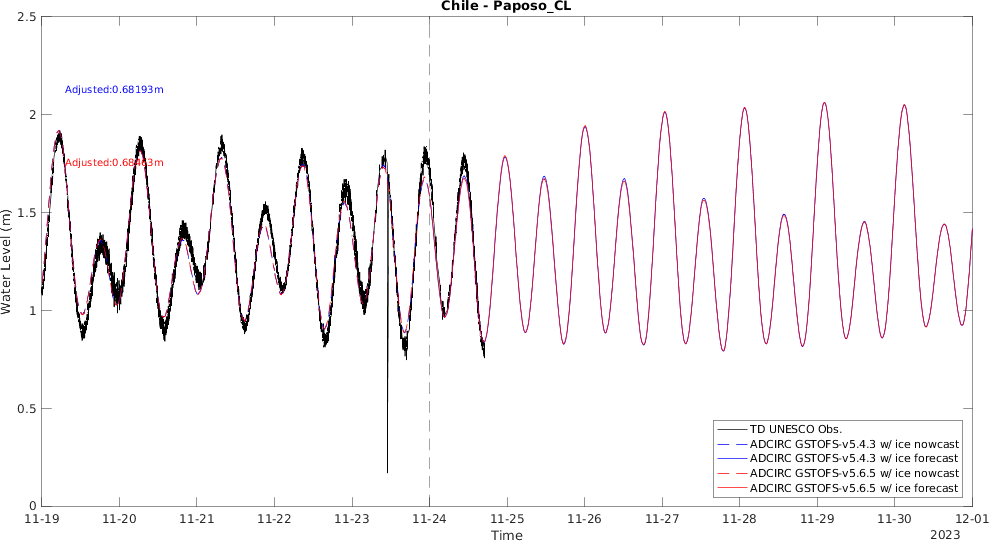 Chile - Paposo_CL
2.5
2
1.5
1
0.5
0
Water Level (m)
Adjusted:0.68193m
Adjusted:0.68463m
TD UNESCO Obs.
ADCIRC GSTOFS-v5.4.3 w/ ice nowcast
ADCIRC GSTOFS-v5.4.3 w/ ice forecast
ADCIRC GSTOFS-v5.6.5 w/ ice nowcast
ADCIRC GSTOFS-v5.6.5 w/ ice forecast
11-19 11-20 11-21 11-22 11-23 11-24 11-25 11-26 11-27 11-28 11-29 11-30 12-01
Time
2023